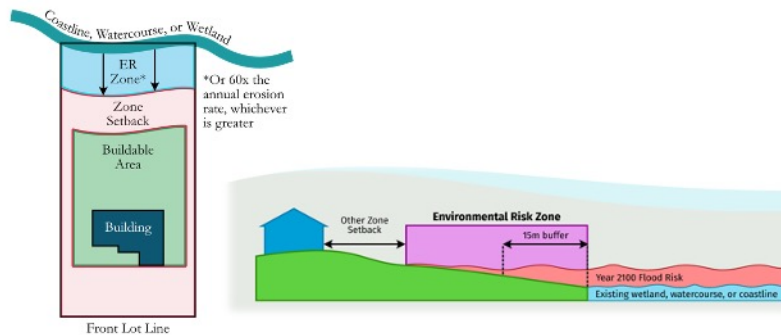 Coastline, Watercourse, or Wetland
ER
Zone*
*Or 60x the
annual erosion
rate, whichever
is greater
Zone
Setback
Buildable
Area
Building
Front Lot Line
Environmental Risk Zone
Other Zone
Setback
15m buffer
Year 2100 Flood Risk
Existing wetland, watercourse, or coastline